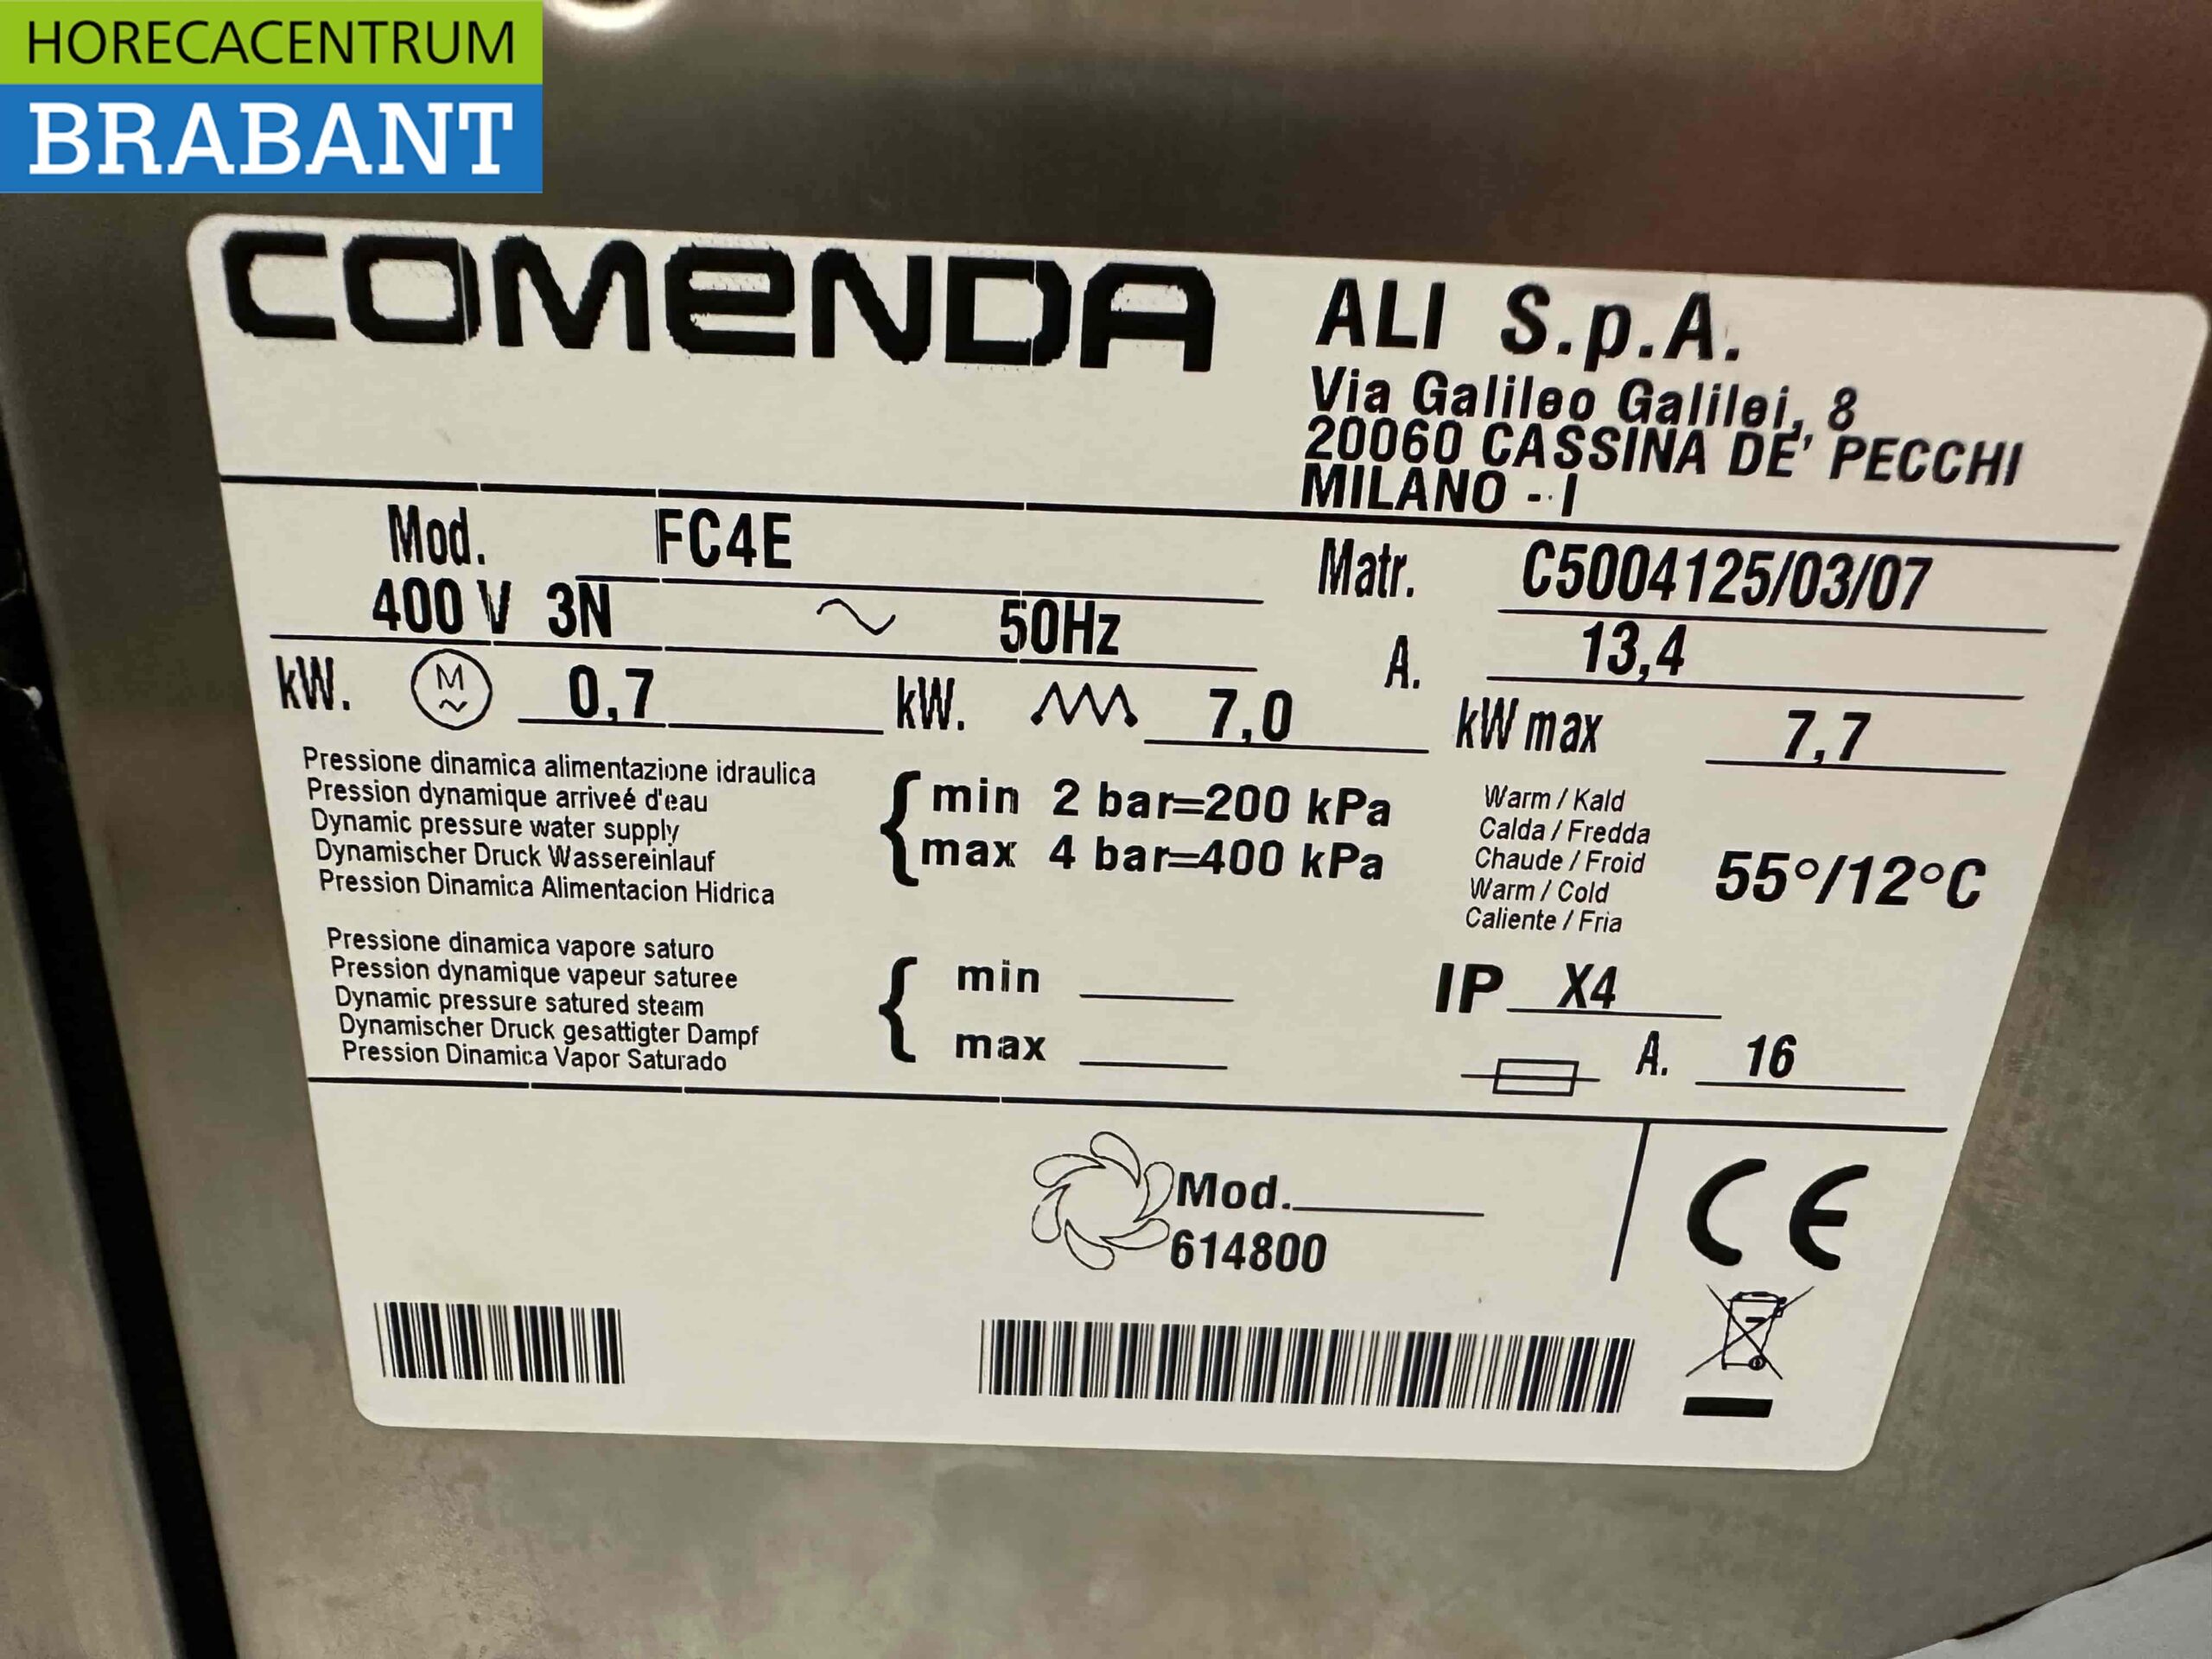 HORECACENTRUM
BRABANT
COMENDA
ALI S.p.A.
Via Galileo Galilei, 8
20060 CASSINA DE' PECCHI
MILANO - I
Mod. FC4E
Matr. C5004125/03/07
400 V 3N ~ 50Hz
A. 13,4
kW. M ~ 0,7 kW. 7,0 kW max 7,7
Pressione dinamica alimentazione idraulica
Pression dynamique arriveé d'eau
Dynamic pressure water supply
Dynamischer Druck Wassereinlauf
Pression Dinamica Alimentacion Hidrica
min 2 bar=200 kPa
max 4 bar=400 kPa
Warm / Kald
Calda / Fredda
Chaude / Froid
Warm / Cold
Caliente / Fria
55°/12°C
Pressione dinamica vapore saturo
Pression dynamique vapeur saturee
Dynamic pressure satured steam
Dynamischer Druck gesattigter Dampf
Pression Dinamica Vapor Saturado
min
max
IP X4
A. 16
Mod.
614800
CE